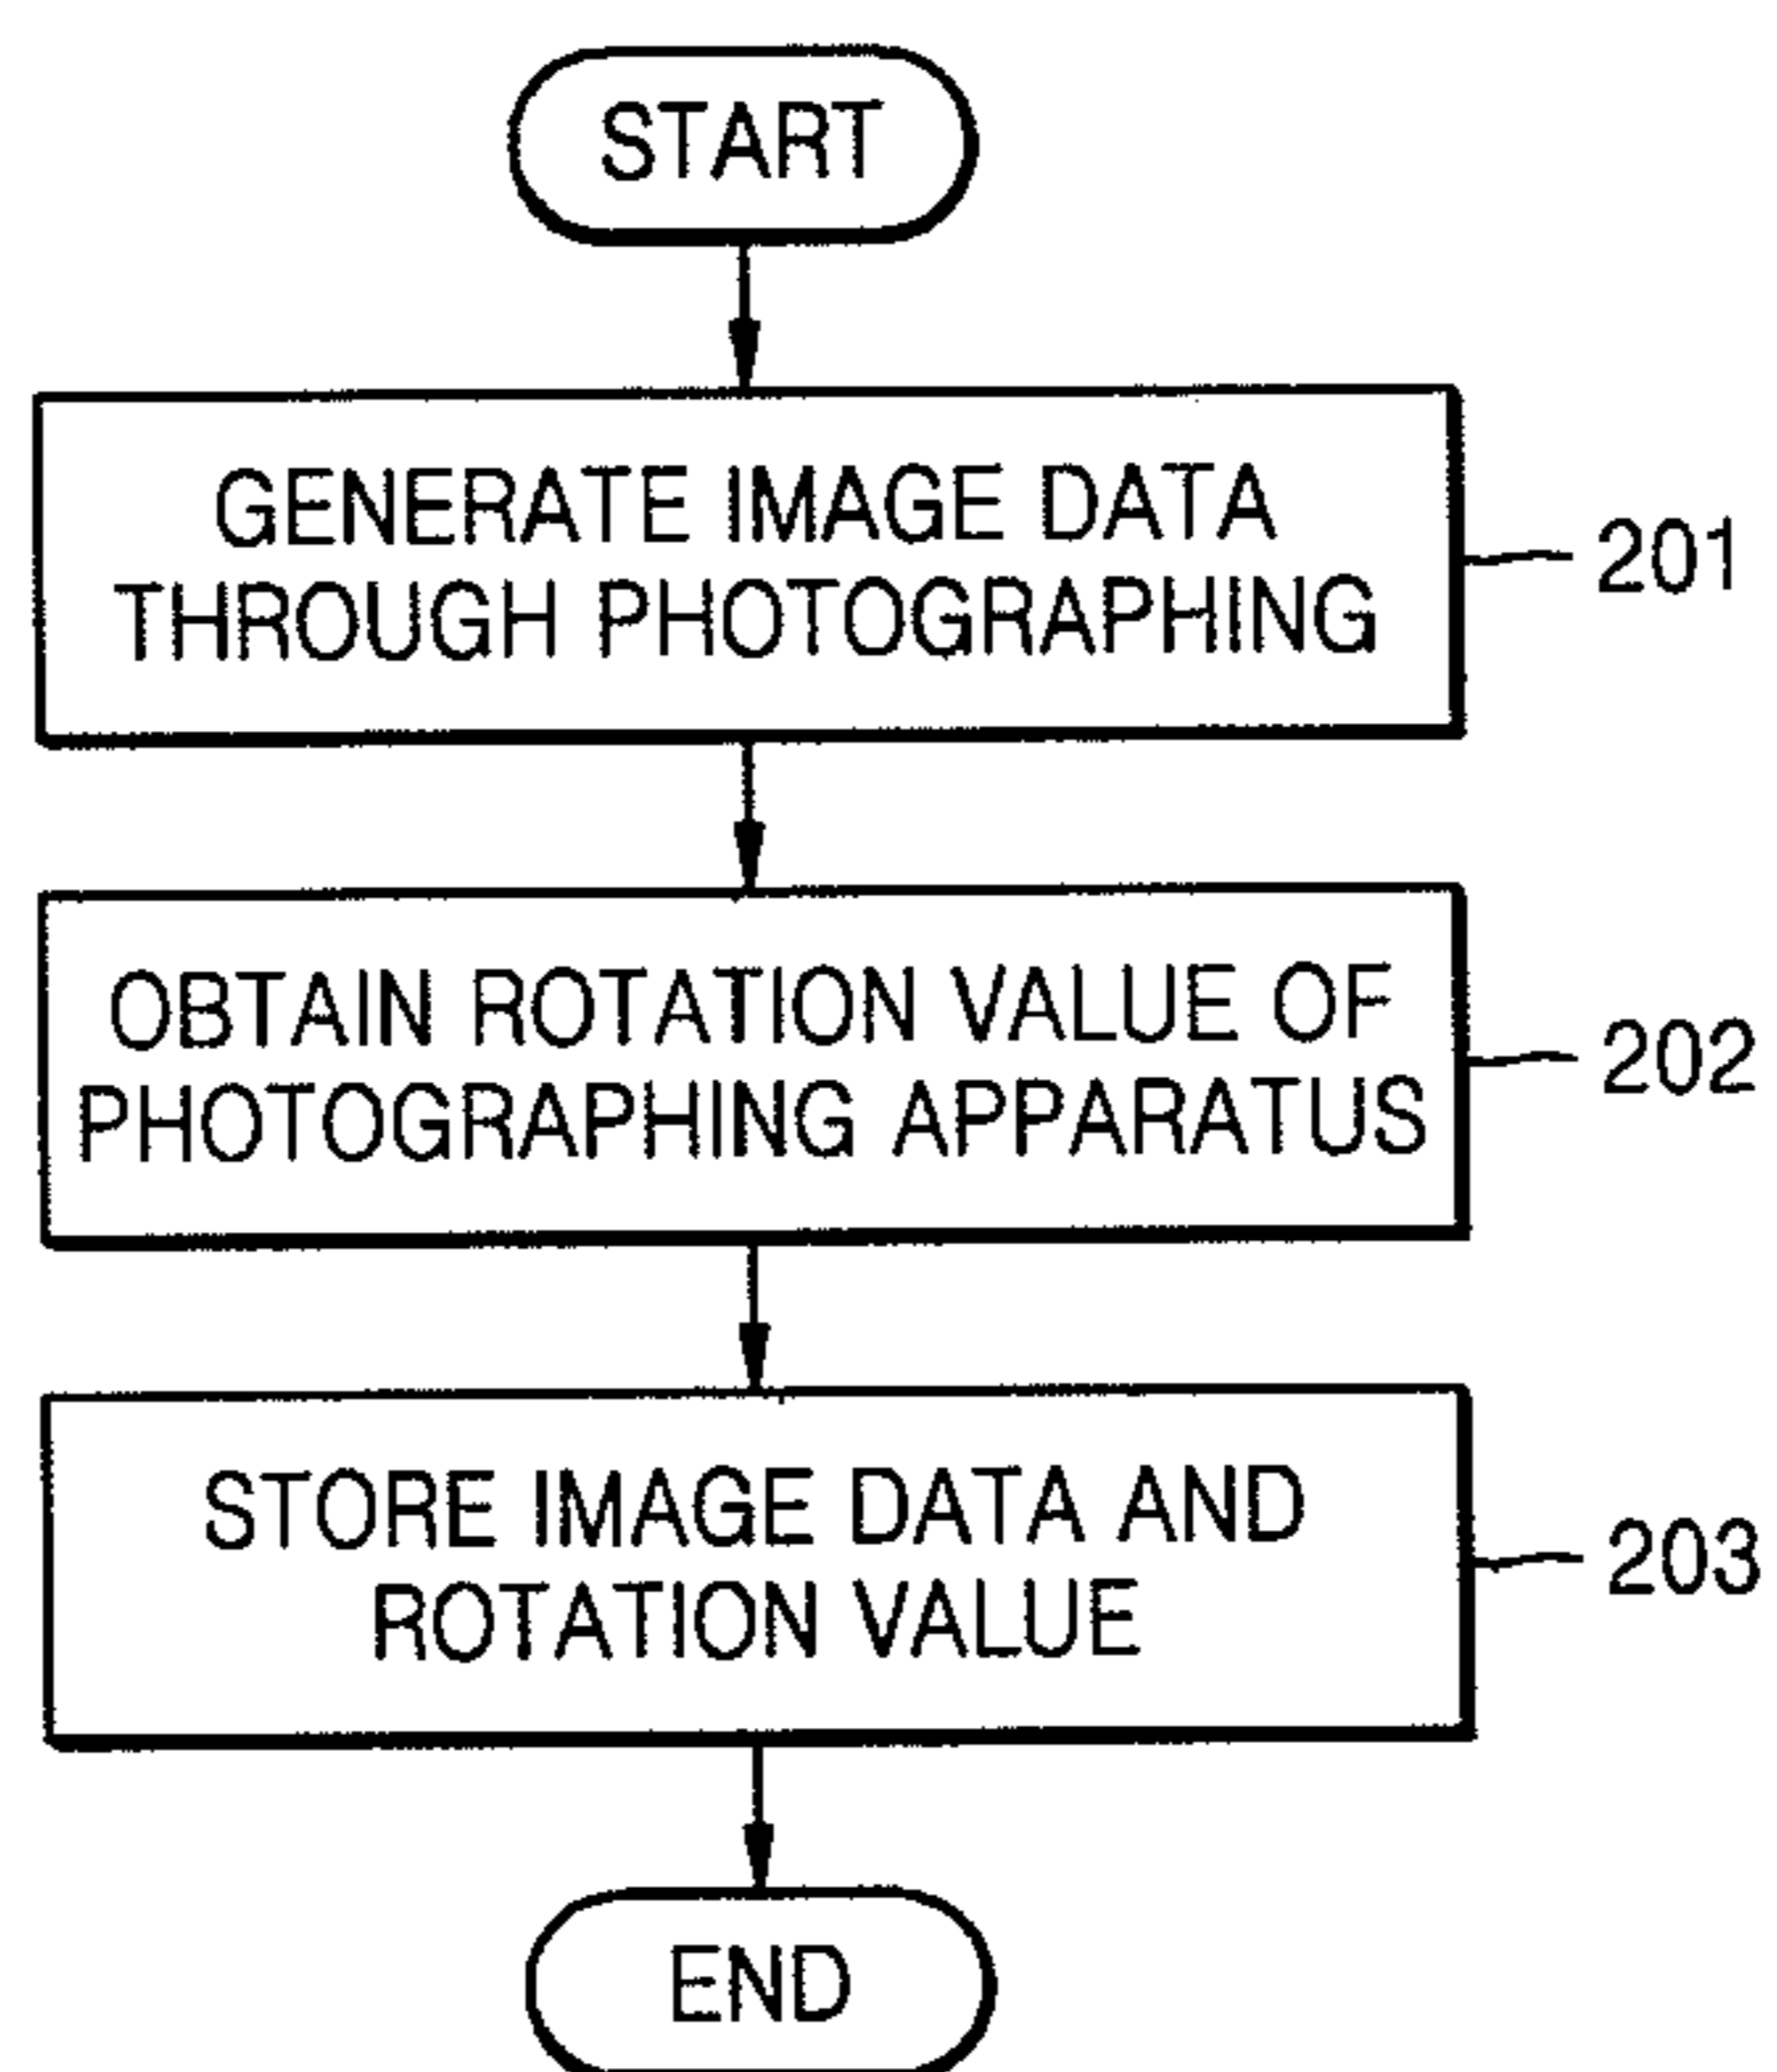 START
GENERATE IMAGE DATA
THROUGH PHOTOGRAPHING
201
OBTAIN ROTATION VALUE OF
PHOTOGRAPHING APPARATUS
202
STORE IMAGE DATA AND
ROTATION VALUE
203
END